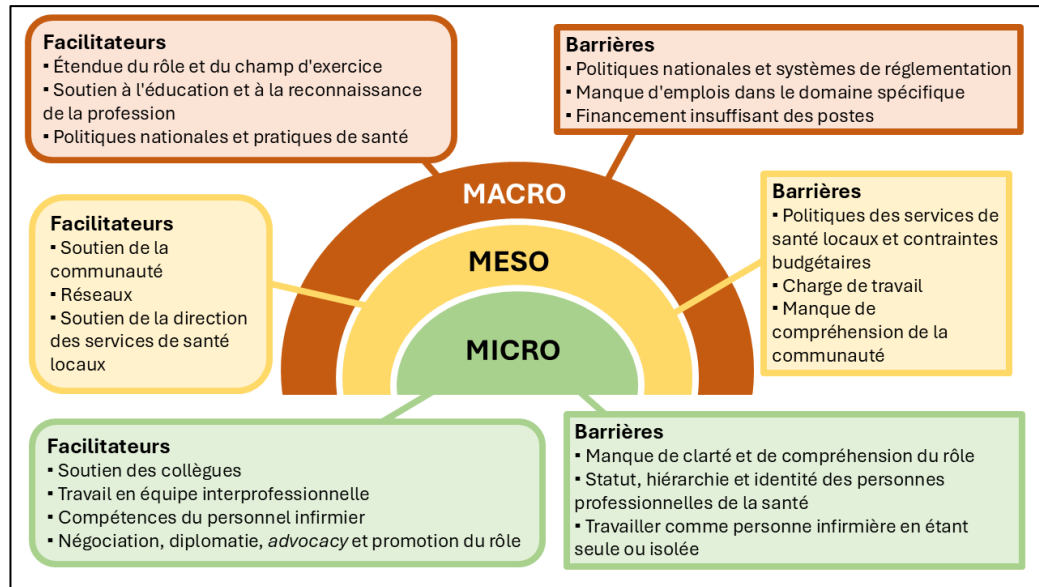 Facilitateurs
▪ Étendue du rôle et du champ d'exercice
▪ Soutien à l'éducation et à la reconnaissance
de la profession
▪ Politiques nationales et pratiques de santé
Barrières
▪ Politiques nationales et systèmes de réglementation
▪ Manque d'emplois dans le domaine spécifique
▪ Financement insuffisant des postes
MACRO
Facilitateurs
▪ Soutien de la
communauté
▪ Réseaux
▪ Soutien de la direction
des services de santé
locaux
MESO
Barrières
▪ Politiques des services de
santé locaux et contraintes
budgétaires
▪ Charge de travail
▪ Manque de
compréhension de la
communauté
MICRO
Facilitateurs
▪ Soutien des collègues
▪ Travail en équipe interprofessionnelle
▪ Compétences du personnel infirmier
▪ Négociation, diplomatie, advocacy et promotion du rôle
Barrières
▪ Manque de clarté et de compréhension du rôle
▪ Statut, hiérarchie et identité des personnes
professionnelles de la santé
▪ Travailler comme personne infirmière en étant
seule ou isolée